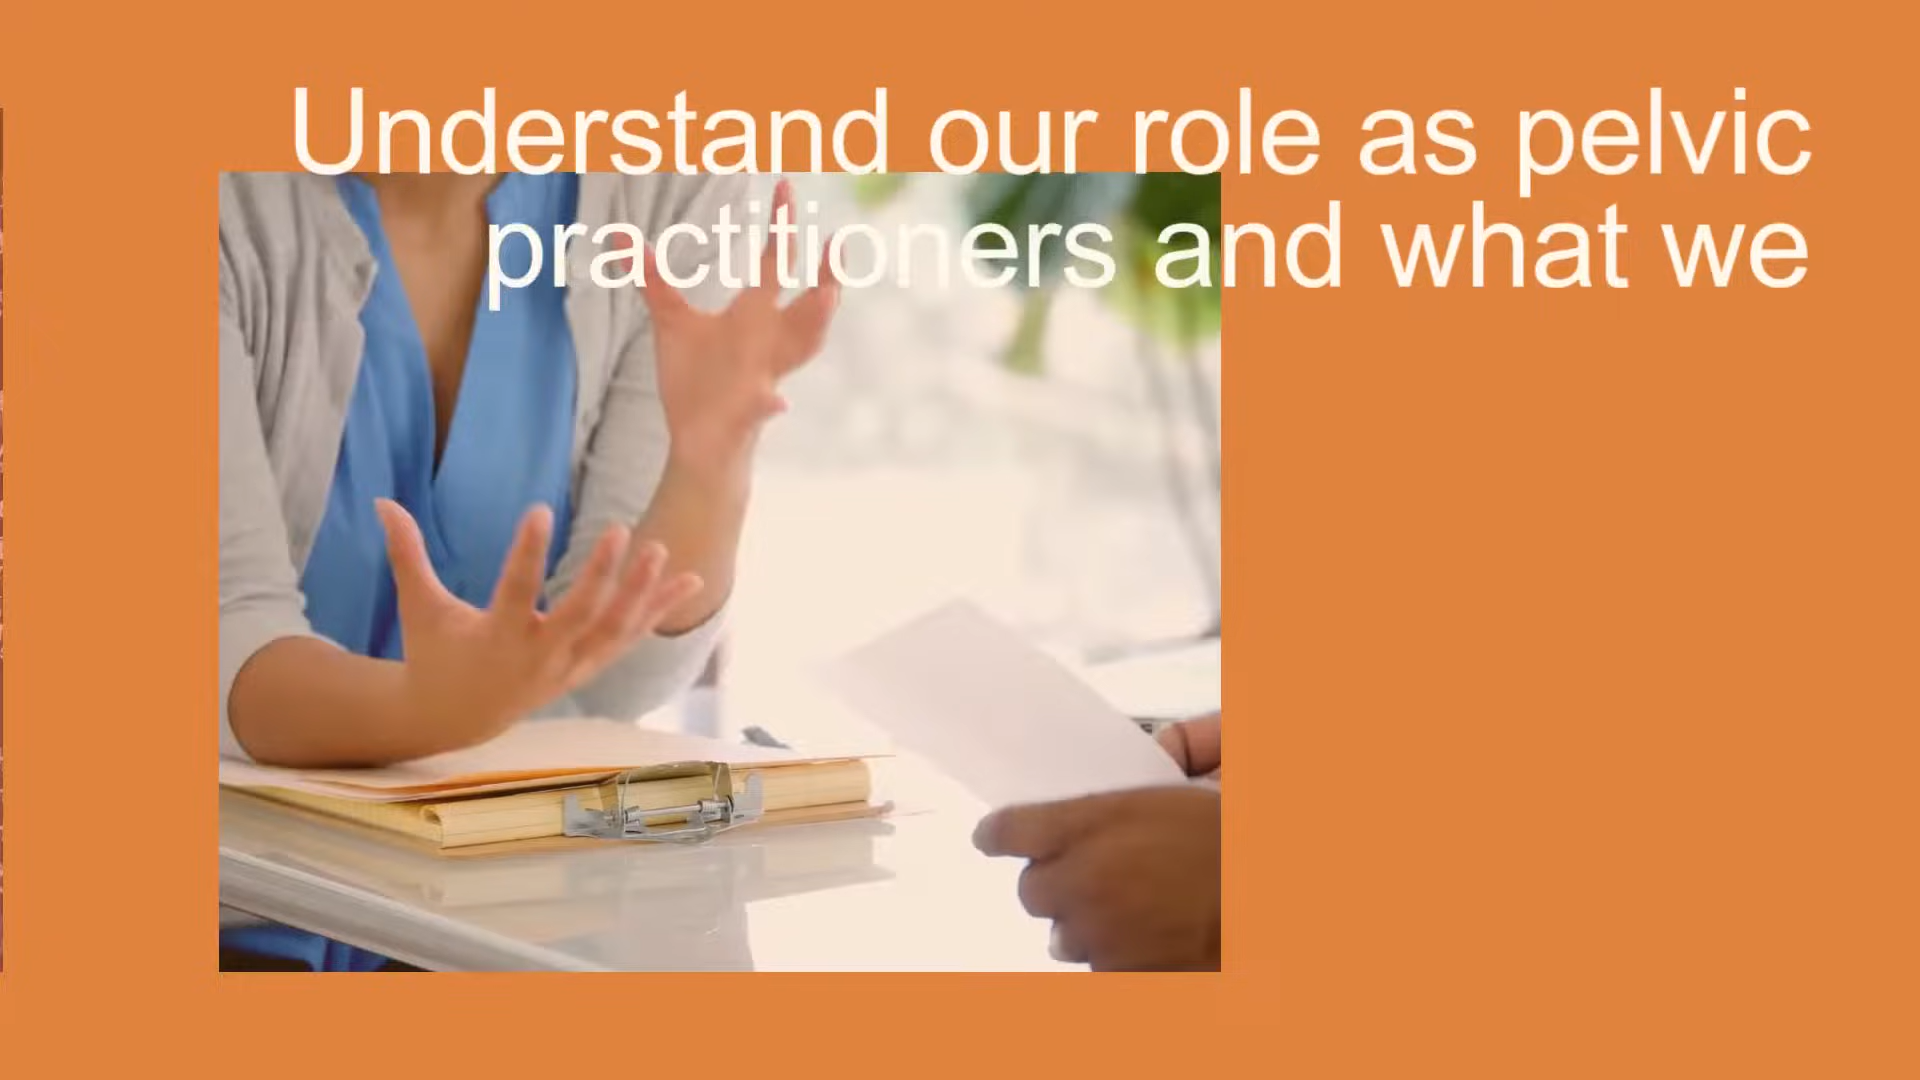 Understand our role as pelvic
practitioners and what we